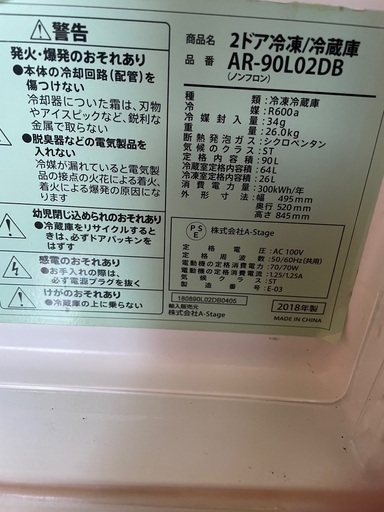 警告
発火・爆発のおそれあり
●本体の冷却回路(配管)を
傷つけない
冷却器についた霜は、刃物
やアイスピックなど、鋭利な
金属で取らない
●脱臭器などの電気製品を
入れない
冷媒が漏れていると電気製
品の接点の火花による着火、
着火による爆発の原因にな
ります
幼児閉じ込められのおそれあり
●冷蔵庫をリサイクルするとき
は、必ずドアパッキンを
はずす
感電のおそれあり
●お手入れの際は、
必ず電源プラグを抜く
けがのおそれあり
●冷蔵庫の上に乗らない
商品名 2ドア冷凍/冷蔵庫
品番 AR-90L02DB
(ノンフロン)
種類:冷凍冷蔵庫
冷媒:R600a
冷媒封入量:34g
質量:26.0kg
断熱発泡ガス:シクロペンタン
気候のクラス:ST
定格内容積:90L
冷蔵室定格内容積:64L
冷凍室定格内容積:26L
消費電力量:300kWh/年
外形寸法:幅 495mm
奥行 520mm
高さ 845mm
PSE 株式会社A-Stage
定格電圧:AC 100V
定格周波数:50/60Hz(共用)
電動機の定格消費電力:70/70W
電動機の定格消費電流:1.25/1.25A
気候クラス:ST
製造番号:E-03
180890L02DB0405
輸入販売元
株式会社A-Stage
2018年製
MADE IN CHINA